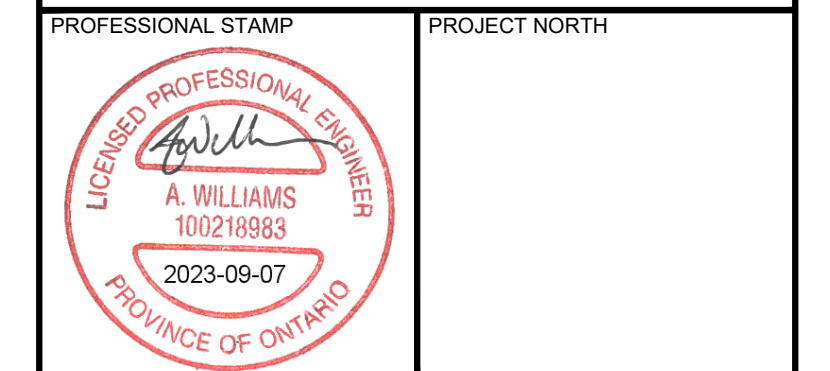 PROFESSIONAL STAMP
PROJECT NORTH
LICENSED PROFESSIONAL ENGINEER
A. WILLIAMS
100218983
2023-09-07
PROVINCE OF ONTARIO